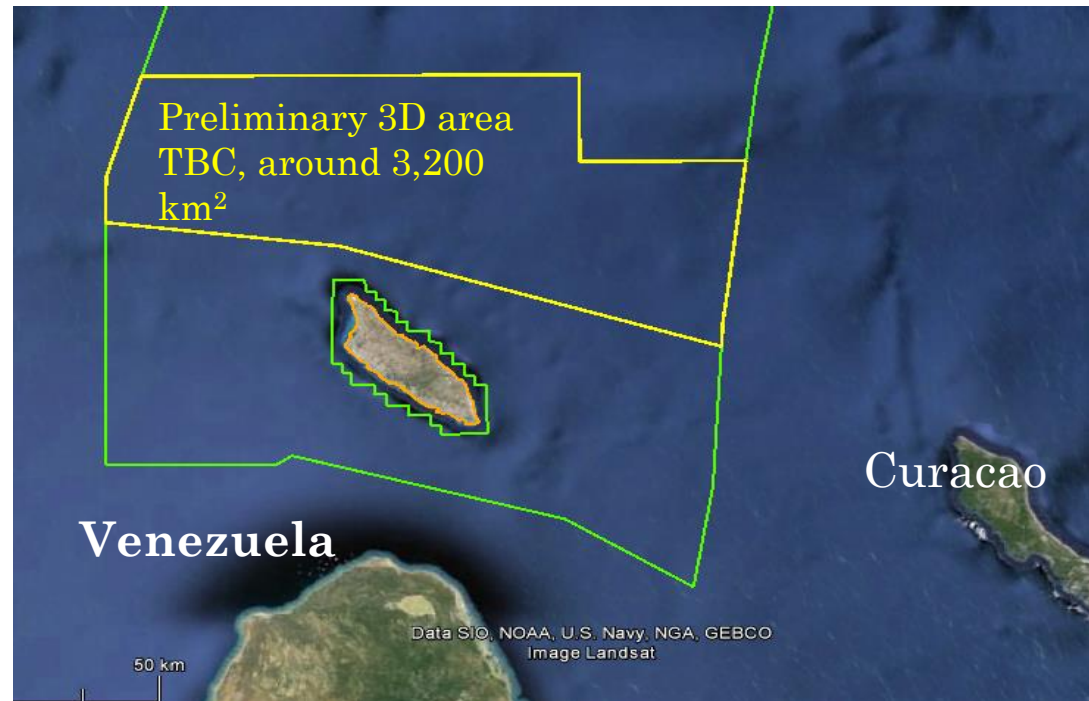 Preliminary 3D area
TBC, around 3,200
km²
Curacao
Venezuela
Data SIO, NOAA, U.S. Navy, NGA, GEBCO
Image Landsat
50 km